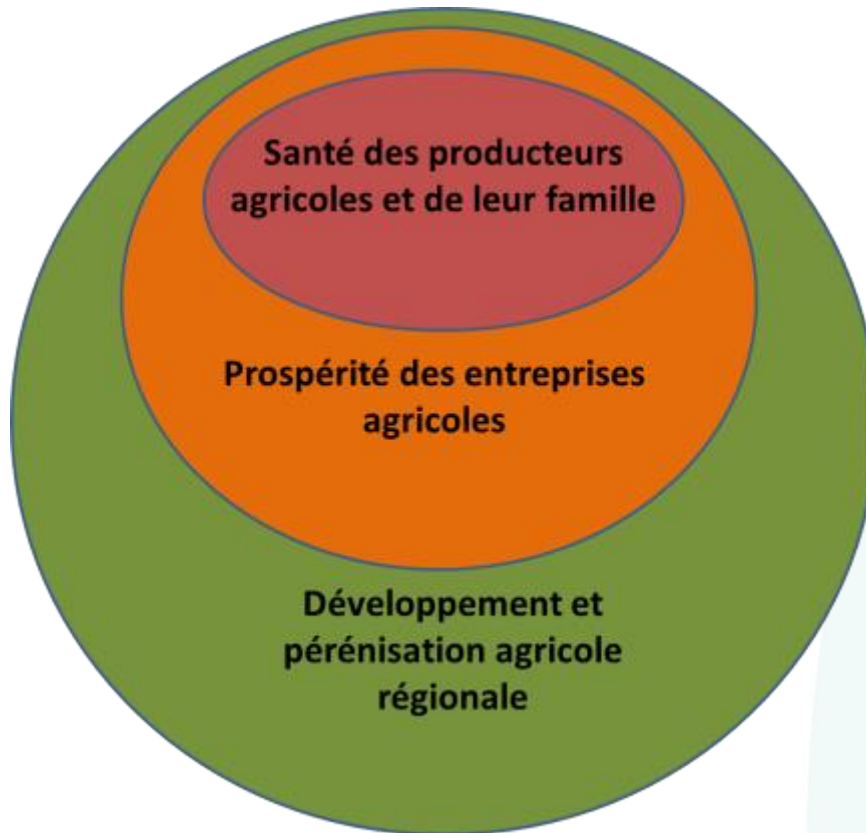 Santé des producteurs
agricoles et de leur famille
Prospérité des entreprises
agricoles
Développement et
pérénisation agricole
régionale